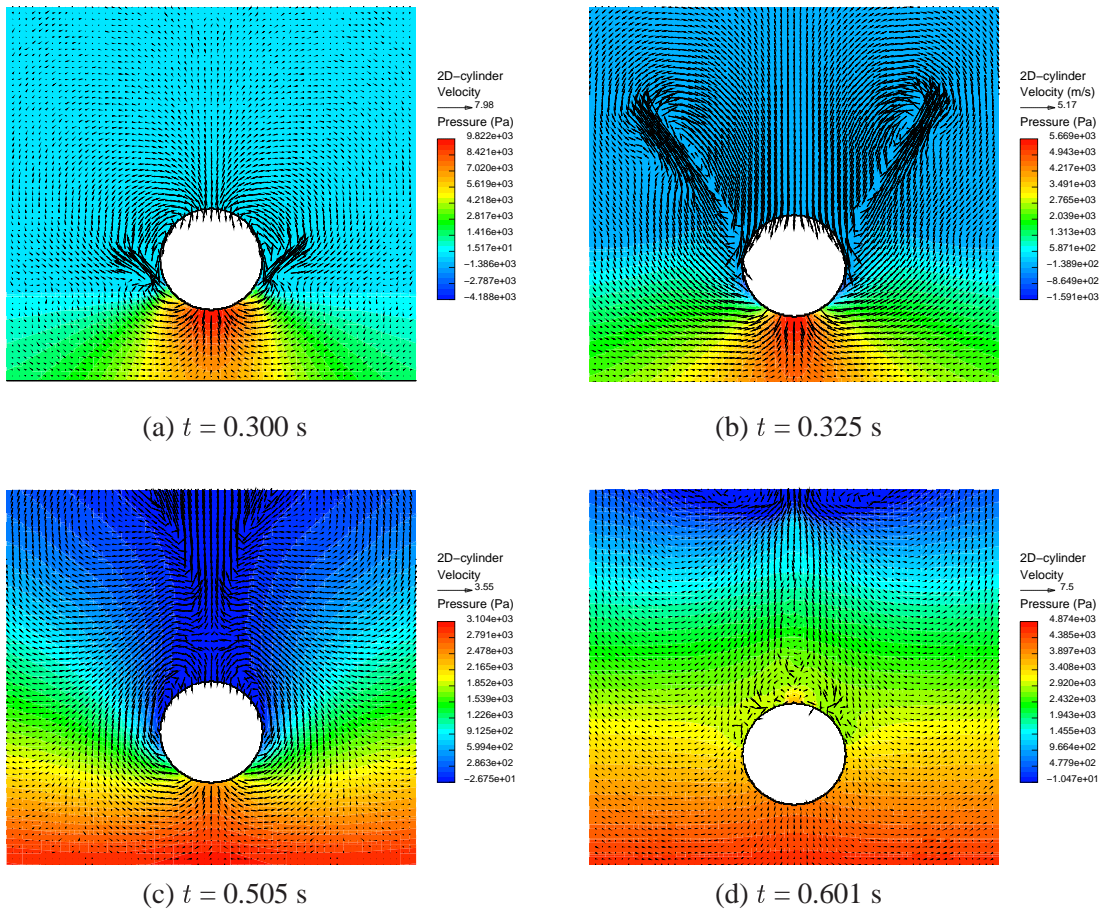 2D-cylinder
Velocity
7.98
Pressure (Pa)
9.822e+03
8.421e+03
7.020e+03
5.619e+03
4.218e+03
2.817e+03
1.416e+03
1.517e+01
−1.386e+03
−2.787e+03
−4.188e+03
(a) t = 0.300 s
2D-cylinder
Velocity (m/s)
5.17
Pressure (Pa)
5.669e+03
4.943e+03
4.217e+03
3.491e+03
2.765e+03
2.039e+03
1.313e+03
5.871e+02
−1.389e+02
−8.649e+02
−1.591e+03
(b) t = 0.325 s
2D-cylinder
Velocity
3.55
Pressure (Pa)
3.104e+03
2.791e+03
2.478e+03
2.165e+03
1.852e+03
1.539e+03
1.226e+03
9.125e+02
5.994e+02
2.863e+02
−2.675e+01
(c) t = 0.505 s
2D-cylinder
Velocity
7.5
Pressure (Pa)
4.874e+03
4.385e+03
3.897e+03
3.408e+03
2.920e+03
2.432e+03
1.943e+03
1.455e+03
9.664e+02
4.779e+02
−1.047e+01
(d) t = 0.601 s